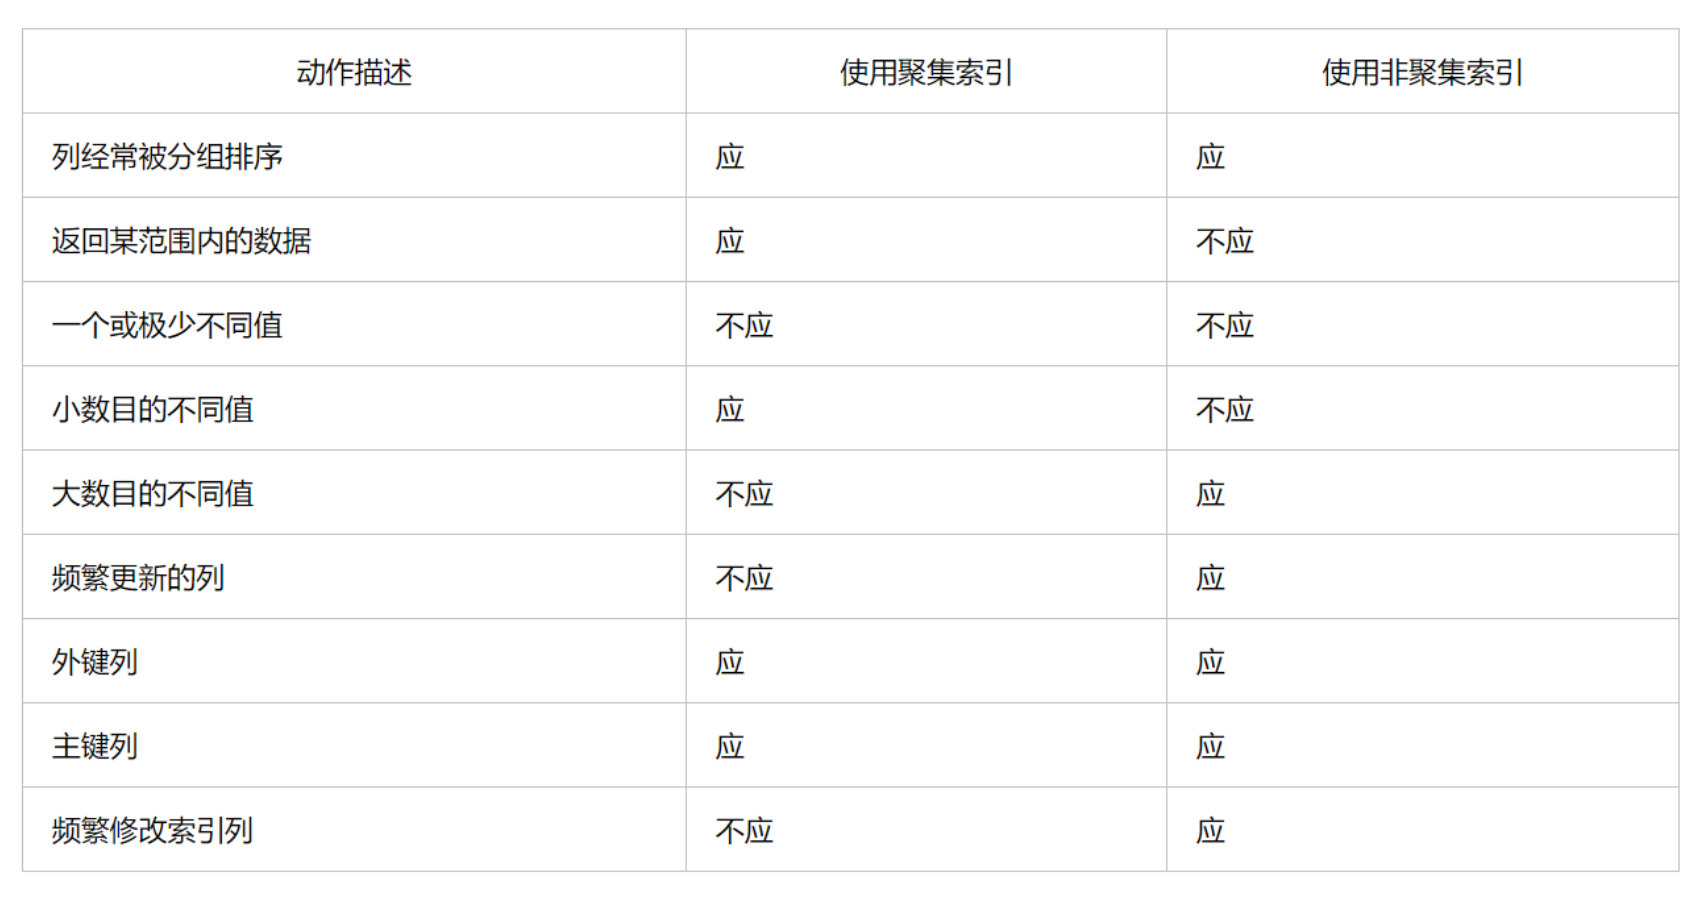 动作描述 使用聚集索引 使用非聚集索引
列经常被分组排序 应 应
返回某范围内的数据 应 不应
一个或极少不同值 不应 不应
小数目的不同值 应 不应
大数目的不同值 不应 应
频繁更新的列 不应 应
外键列 应 应
主键列 应 应
频繁修改索引列 不应 应